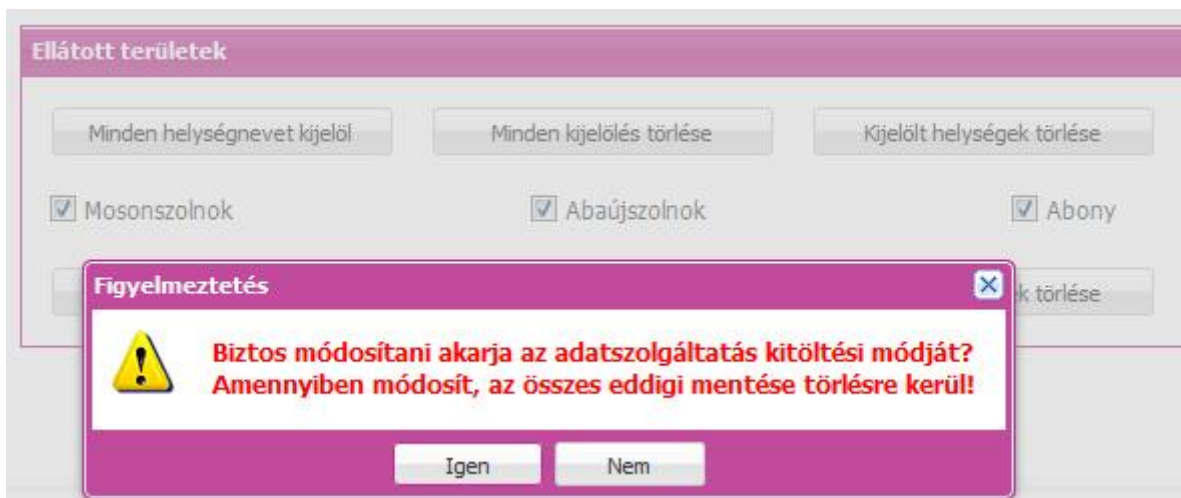 Ellátott területek
Minden helységnevet kijelöl Minden kijelölés törlése Kijelölt helységek törlése
Mosonszolnok Abaújszolnok Abony
Figyelmeztetés
törlése
Biztos módosítani akarja az adatszolgáltatás kitöltési módját?
Amennyiben módosít, az összes eddigi mentése törlésre kerül!
Igen Nem